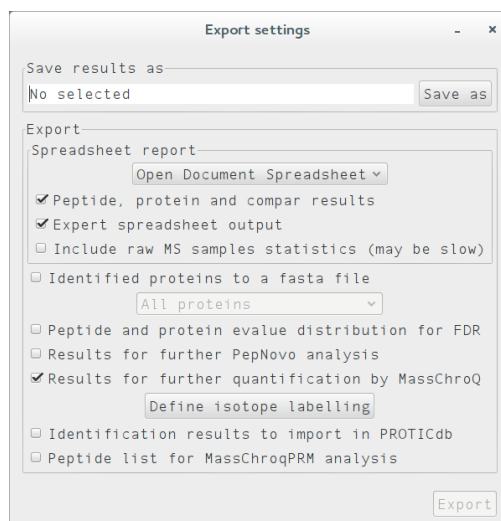 Export settings
Save results as
No selected
Save as
Export
Spreadsheet report
Open Document Spreadsheet
Peptide, protein and compar results
Expert spreadsheet output
Include raw MS samples statistics (may be slow)
Identified proteins to a fasta file
All proteins
Peptide and protein evalue distribution for FDR
Results for further PepNovo analysis
Results for further quantification by MassChroQ
Define isotope labelling
Identification results to import in PROTICdb
Peptide list for MassChroqPRM analysis
Export